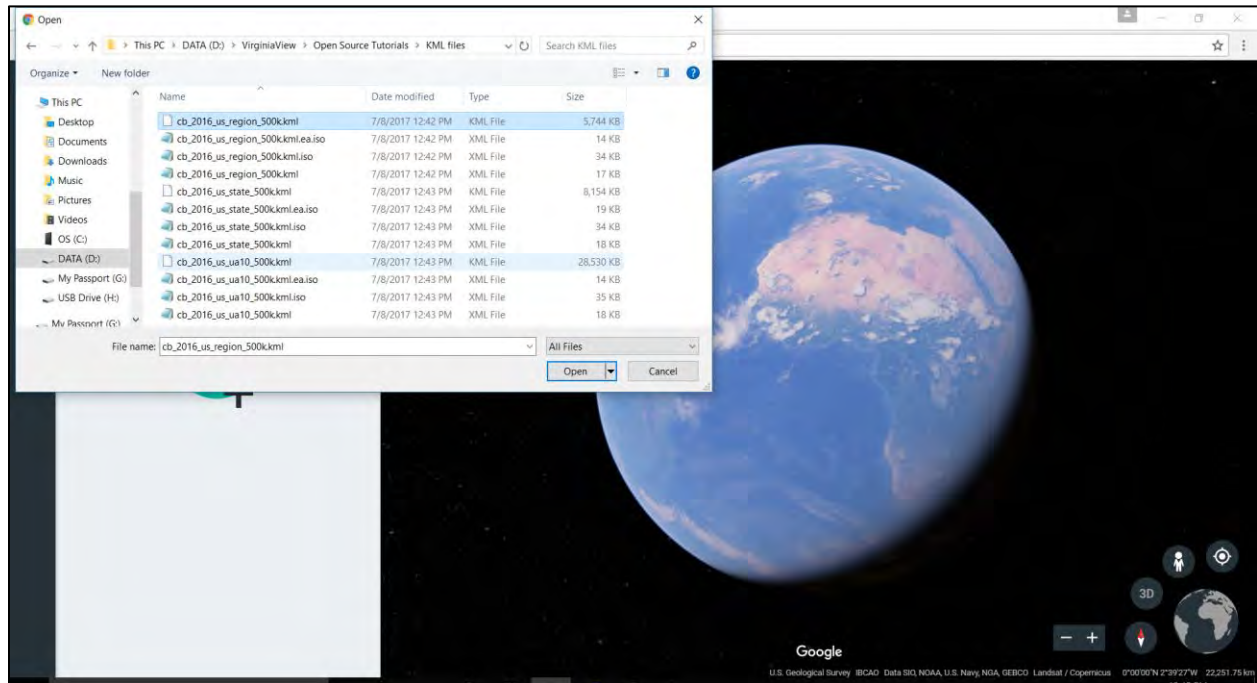 Open
This PC > DATA (D:) > VirginiaView > Open Source Tutorials > KML files
Search KML files
Organize
New folder
Name Date modified Type Size
This PC
Desktop
Documents
Downloads
Music
Pictures
Videos
OS (C:)
DATA (D:)
My Passport (G:)
USB Drive (H:)
My Passport (G:)
cb_2016_us_region_500k.kml 7/8/2017 12:42 PM KML File 5,744 KB
cb_2016_us_region_500k.kml.ea.iso 7/8/2017 12:42 PM XML File 14 KB
cb_2016_us_region_500k.kml.iso 7/8/2017 12:42 PM XML File 34 KB
cb_2016_us_region_500k.kml 7/8/2017 12:42 PM XML File 17 KB
cb_2016_us_state_500k.kml 7/8/2017 12:43 PM KML File 8,154 KB
cb_2016_us_state_500k.kml.ea.iso 7/8/2017 12:43 PM XML File 19 KB
cb_2016_us_state_500k.kml.iso 7/8/2017 12:43 PM XML File 34 KB
cb_2016_us_state_500k.kml 7/8/2017 12:43 PM XML File 18 KB
cb_2016_us_ua10_500k.kml 7/8/2017 12:43 PM KML File 28,530 KB
cb_2016_us_ua10_500k.kml.ea.iso 7/8/2017 12:43 PM XML File 14 KB
cb_2016_us_ua10_500k.kml.iso 7/8/2017 12:43 PM XML File 35 KB
cb_2016_us_ua10_500k.kml 7/8/2017 12:43 PM XML File 18 KB
File name: cb_2016_us_region_500k.kml
All Files
Open
Cancel
3D
Google
U.S. Geological Survey IBCAO Data SIO, NOAA, U.S. Navy, NGA, GEBCO Landsat / Copernicus 0°00'00"N 2°39'27"W 22,251.75 km